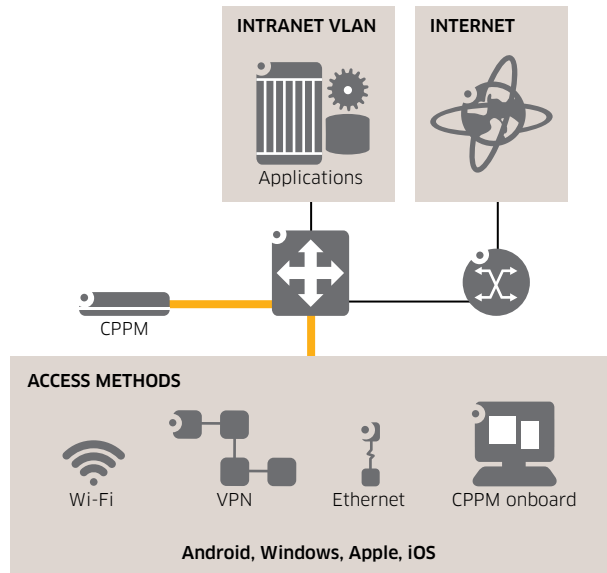 INTRANET VLAN
INTERNET
Applications
CPPM
ACCESS METHODS
Wi-Fi
VPN
Ethernet
CPPM onboard
Android, Windows, Apple, iOS